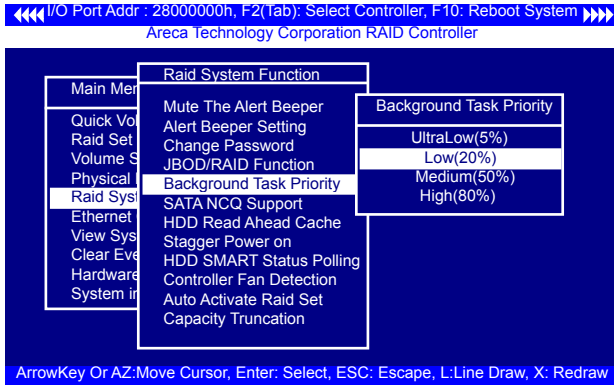 I/O Port Addr : 28000000h, F2(Tab): Select Controller, F10: Reboot System
Areca Technology Corporation RAID Controller
Main Men
Quick Vol
Raid Set
Volume S
Physical
Raid Syst
Ethernet
View Sys
Clear Eve
Hardware
System in
Raid System Function
Mute The Alert Beeper
Alert Beeper Setting
Change Password
JBOD/RAID Function
Background Task Priority
SATA NCQ Support
HDD Read Ahead Cache
Stagger Power on
HDD SMART Status Polling
Controller Fan Detection
Auto Activate Raid Set
Capacity Truncation
Background Task Priority
UltraLow(5%)
Low(20%)
Medium(50%)
High(80%)
ArrowKey Or AZ:Move Cursor, Enter: Select, ESC: Escape, L:Line Draw, X: Redraw